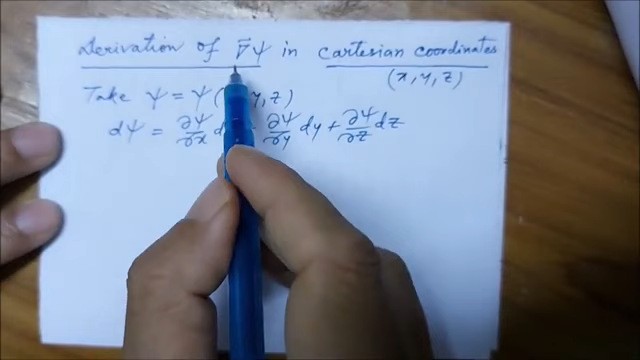 Derivation of ∇⃗ψ in cartesian coordinates
(x, y, z)
Take ψ = ψ ( y, z)
dψ = ∂ψ/∂x d ∂ψ/∂y dy + ∂ψ/∂z dz